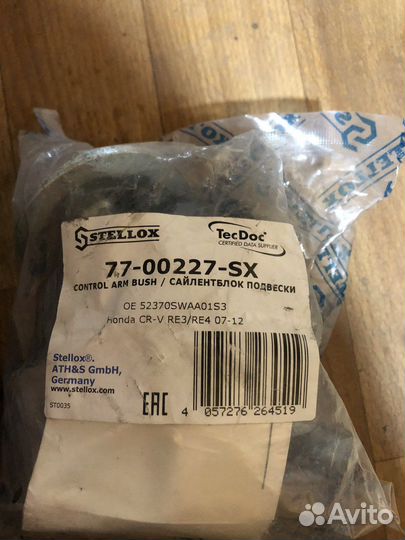 STELLOX
STELLOX
TecDoc
CERTIFIED DATA SUPPLIER
77-00227-SX
CONTROL ARM BUSH / САЙЛЕНТБЛОК ПОДВЕСКИ
OE 52370SWAA01S3
Honda CR-V RE3/RE4 07-12
Stellox®.
ATH&S GmbH,
Germany
www.stellox.com
ST0035
EAC
4 057276 264519
Avito